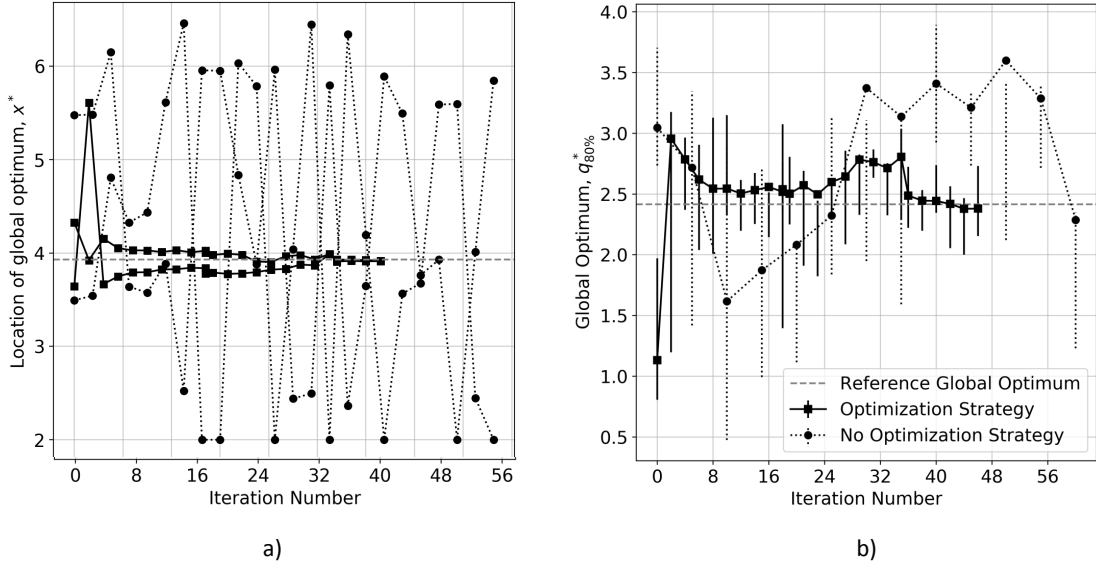 6
5
4
3
2
Location of global optimum, x*
0 8 16 24 32 40 48 56
Iteration Number
a)
4.0
3.5
3.0
2.5
2.0
1.5
1.0
0.5
Global Optimum, q*80%
Reference Global Optimum
Optimization Strategy
No Optimization Strategy
0 8 16 24 32 40 48 56
Iteration Number
b)